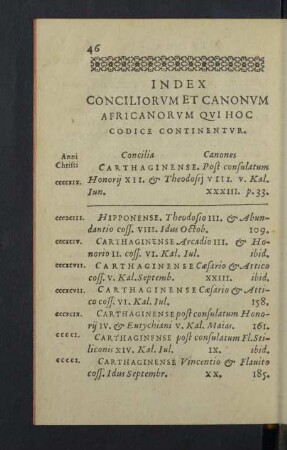 46
INDEX
CONCILIORVM ET CANONVM
AFRICANORVM QVI HOC
CODICE CONTINENTVR.
Anni Christi Concilia Canones
CARTHAGINENSE. Post consulatum
ccccxix. Honorij XII. & Theodosij VIII. v. Kal.
Iun. XXXIII. p. 33.
HIPPONENSE. Theodosio III. & Abun-
dantio coss. VIII. Idus Octob. 109.
CARTHAGINENSE Arcadio III. & Ho-
norio II. coss. VI. Kal. Iul. ibid.
CARTHAGINENSE Cæsario & Attico
coss. v. Kal. Septemb. XXIII. ibid.
CARTHAGINENSE Cæsario & Atti-
co coss. VI. Kal. Iul. 158.
CARTHAGINENSE post consulatum Hono-
rij IV. & Eutychiani v. Kal. Maias. 161.
ccccI. CARTHAGINENSE post consulatum Fl. Sti-
liconis XIV. Kal. Iul. IX. ibid.
ccccI. CARTHAGINENSE Vincentio & Flauito
coss. Idus Septembr. XX. 185.